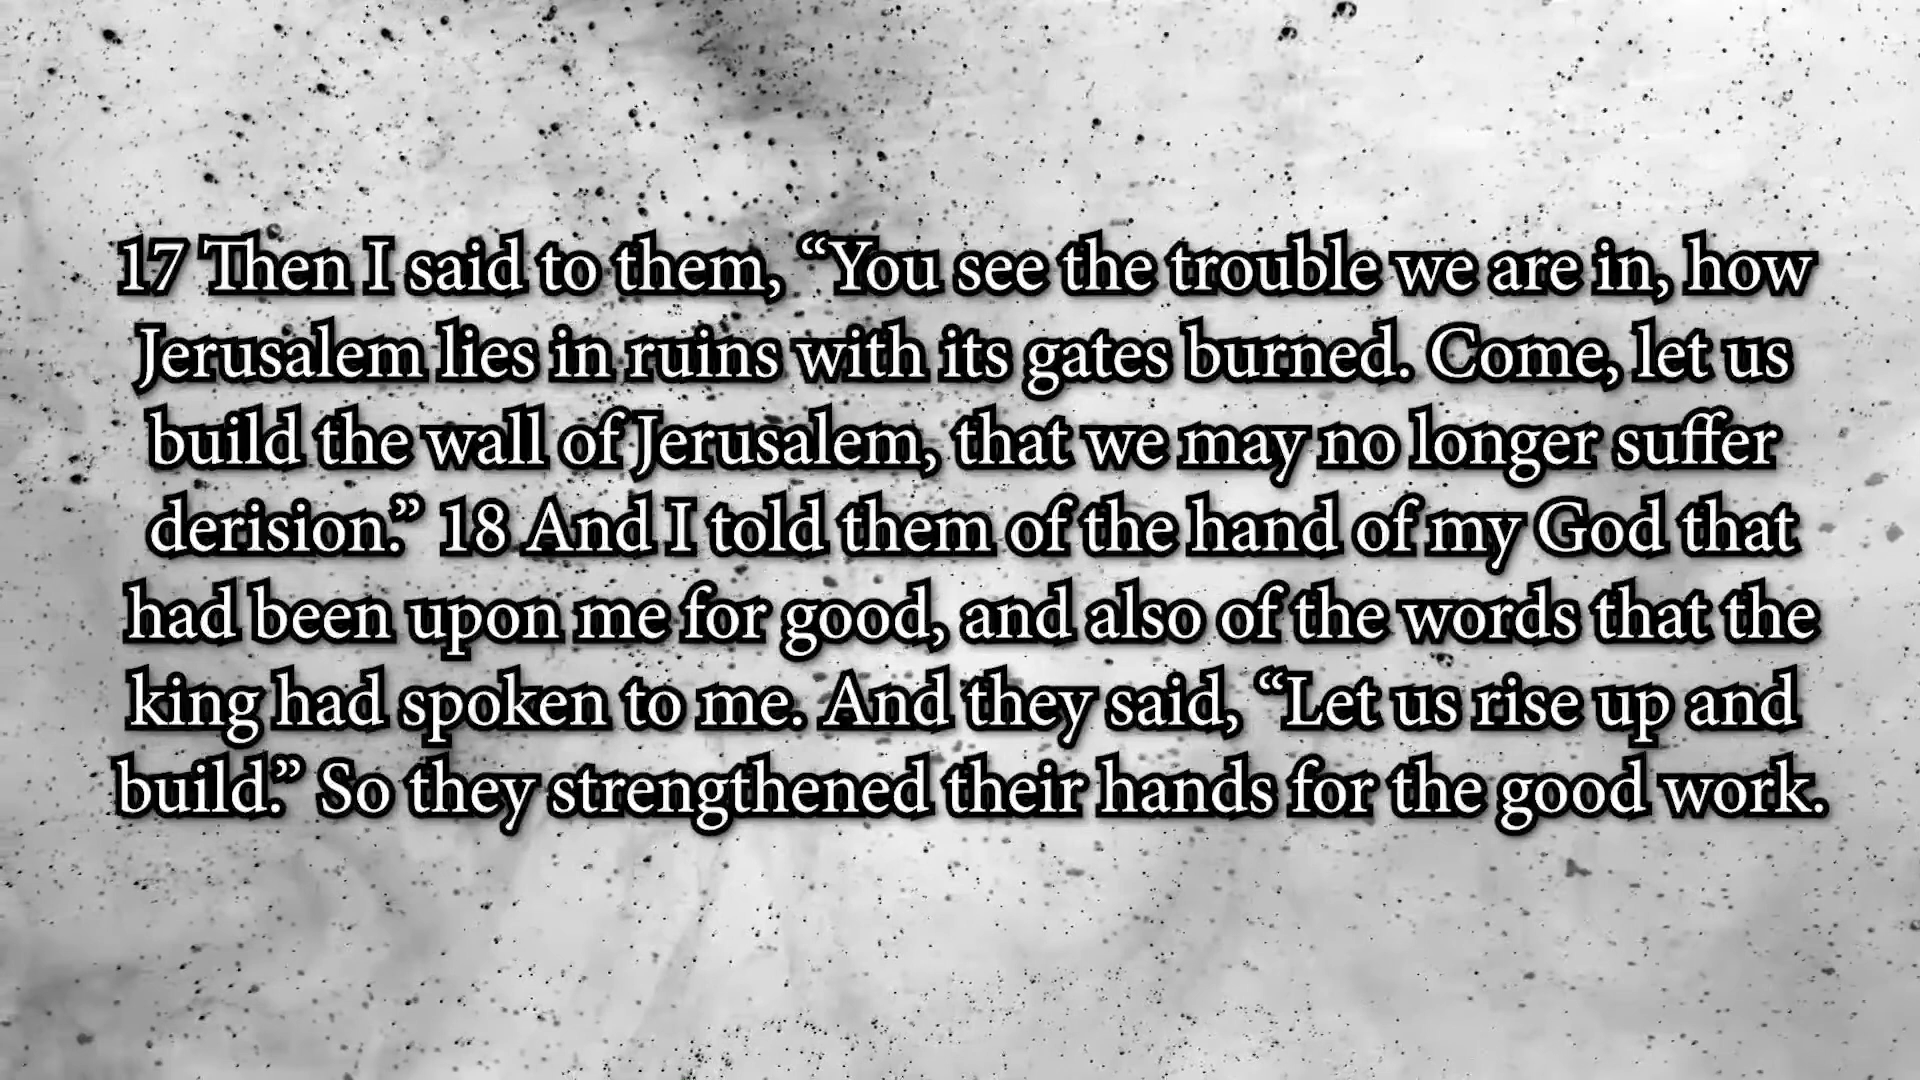 17 Then I said to them, “You see the trouble we are in, how
Jerusalem lies in ruins with its gates burned. Come, let us
build the wall of Jerusalem, that we may no longer suffer
derision.” 18 And I told them of the hand of my God that
had been upon me for good, and also of the words that the
king had spoken to me. And they said, “Let us rise up and
build.” So they strengthened their hands for the good work.